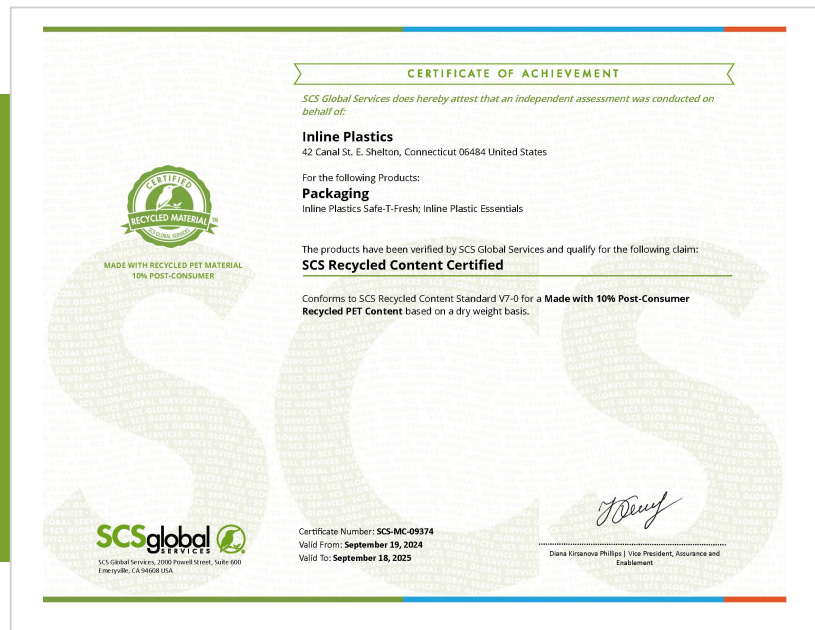 CERTIFICATE OF ACHIEVEMENT
SCS Global Services does hereby attest that an independent assessment was conducted on
behalf of:
Inline Plastics
42 Canal St. E. Shelton, Connecticut 06484 United States
For the following Products:
Packaging
Inline Plastics Safe-T-Fresh; Inline Plastic Essentials
CERTIFIED
RECYCLED MATERIAL™
SCS GLOBAL SERVICES
MADE WITH RECYCLED PET MATERIAL
10% POST-CONSUMER
The products have been verified by SCS Global Services and qualify for the following claim:
SCS Recycled Content Certified
Conforms to SCS Recycled Content Standard V7-0 for a Made with 10% Post-Consumer
Recycled PET Content based on a dry weight basis.
SCSglobal
SERVICES
SCS Global Services, 2000 Powell Street, Suite 600
Emeryville, CA 94608 USA
Certificate Number: SCS-MC-09374
Valid From: September 19, 2024
Valid To: September 18, 2025
Diana Kirsanova Phillips | Vice President, Assurance and
Enablement